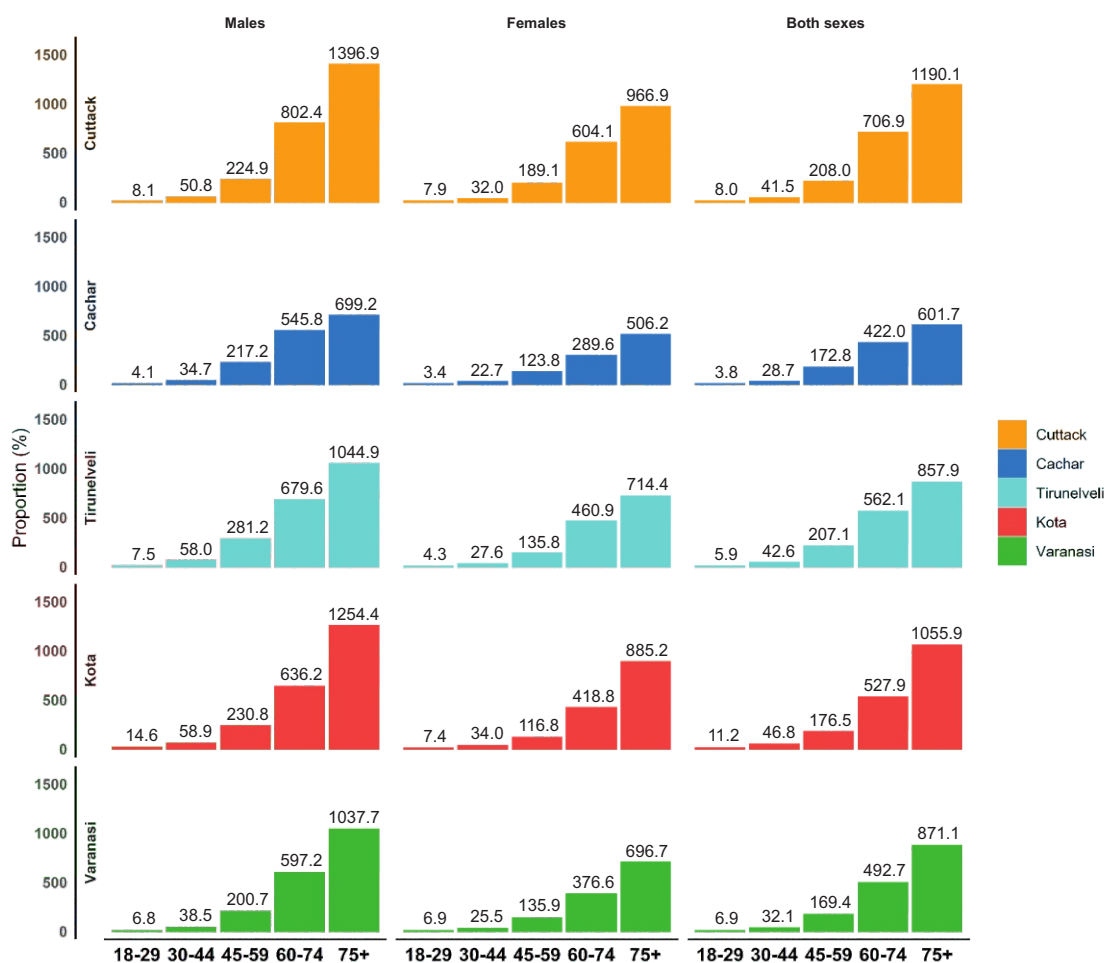 Males Females Both sexes
1500
1000
500
0
Cuttack
8.1 50.8 224.9 802.4 1396.9
7.9 32.0 189.1 604.1 966.9
8.0 41.5 208.0 706.9 1190.1
1500
1000
500
0
Cachar
4.1 34.7 217.2 545.8 699.2
3.4 22.7 123.8 289.6 506.2
3.8 28.7 172.8 422.0 601.7
Proportion (%)
1500
1000
500
0
Tirunelveli
7.5 58.0 281.2 679.6 1044.9
4.3 27.6 135.8 460.9 714.4
5.9 42.6 207.1 562.1 857.9
1500
1000
500
0
Kota
14.6 58.9 230.8 636.2 1254.4
7.4 34.0 116.8 418.8 885.2
11.2 46.8 176.5 527.9 1055.9
1500
1000
500
0
Varanasi
6.8 38.5 200.7 597.2 1037.7
6.9 25.5 135.9 376.6 696.7
6.9 32.1 169.4 492.7 871.1
18-29 30-44 45-59 60-74 75+ 18-29 30-44 45-59 60-74 75+ 18-29 30-44 45-59 60-74 75+
Cuttack
Cachar
Tirunelveli
Kota
Varanasi